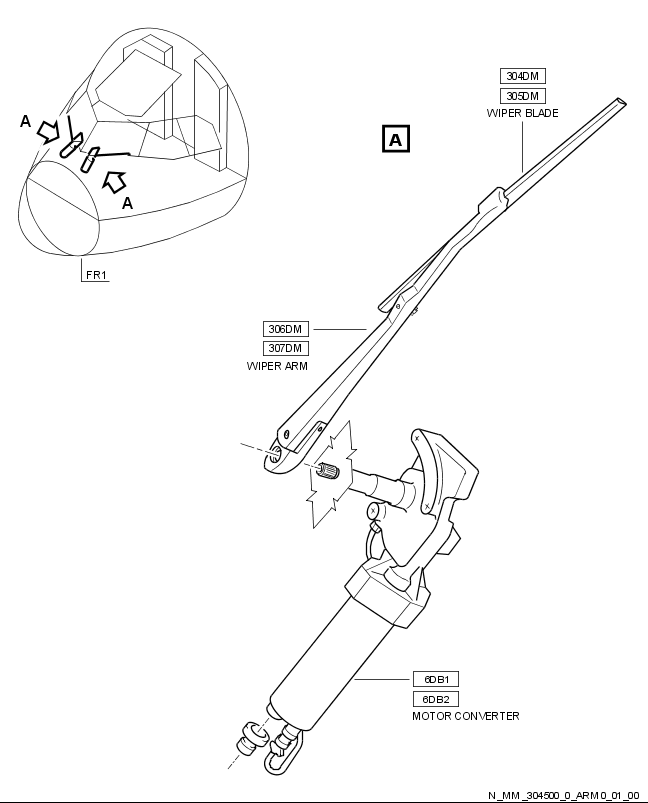 304DM
305DM
WIPER BLADE
A
A
A
FR1
306DM
307DM
WIPER ARM
6DB1
6DB2
MOTOR CONVERTER
N_MM_304500_0_ARM0_01_00